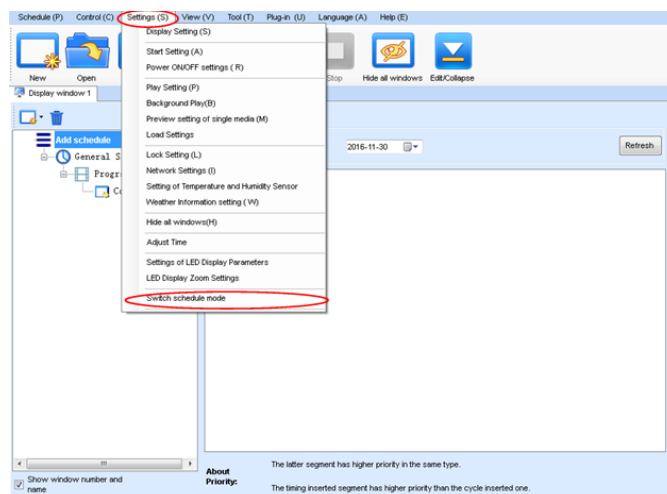 Schedule (P) Control (C) Settings (S) View (V) Tool (T) Plug-in (U) Language (A) Help (E)
Display Setting (S)
Start Setting (A)
Power ON/OFF settings ( R)
New Open Stop Hide all windows Edit/Collapse
Display window 1
Play Setting (P)
Background Play(B)
Preview setting of single media (M)
Load Settings
Add schedule
2016-11-30
Refresh
General S
Lock Setting (L)
Network Settings (I)
Progr
Setting of Temperature and Humidity Sensor
Co
Weather Information setting ( W)
Hide all windows(H)
Adjust Time
Settings of LED Display Parameters
LED Display Zoom Settings
Switch schedule mode
Show window number and
name
About
Priority:
The latter segment has higher priority in the same type.
The timing inserted segment has higher priority than the cycle inserted one.